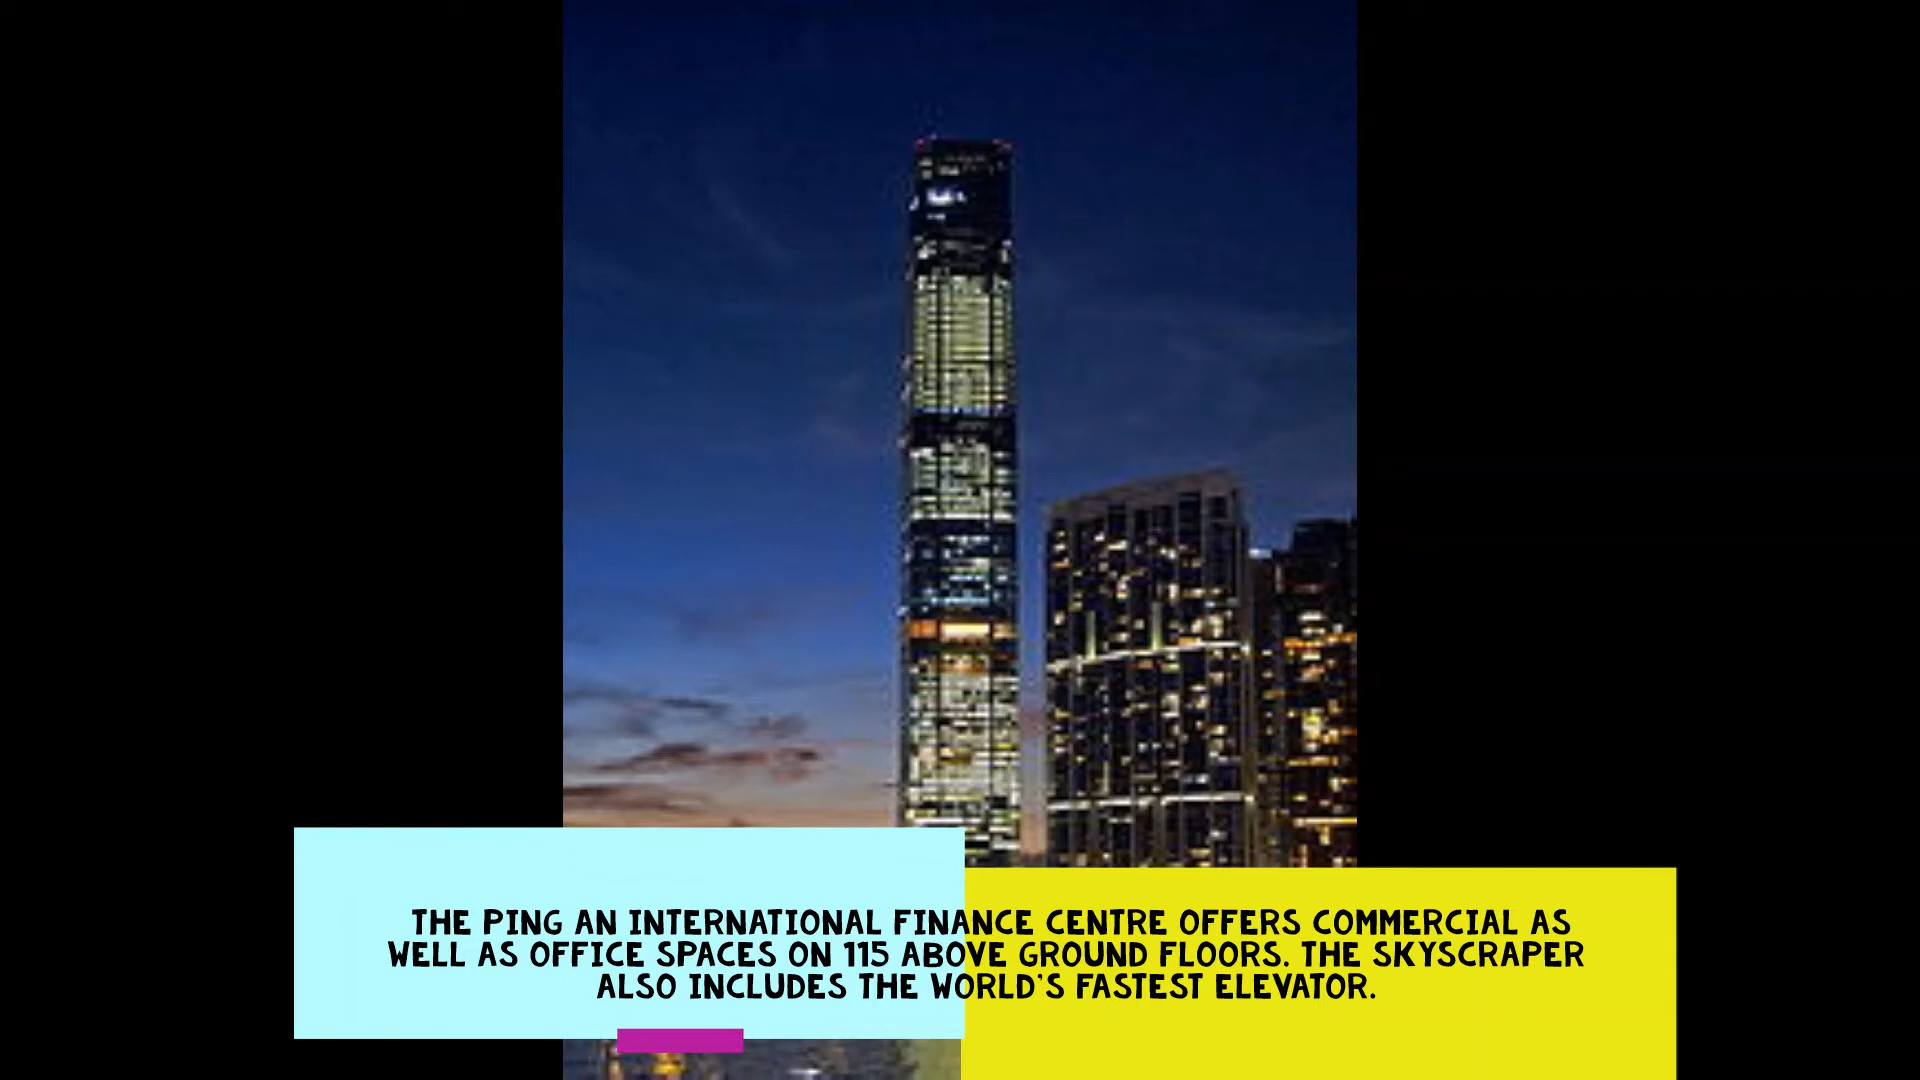 THE PING AN INTERNATIONAL FINANCE CENTRE OFFERS COMMERCIAL AS
WELL AS OFFICE SPACES ON 115 ABOVE GROUND FLOORS. THE SKYSCRAPER
ALSO INCLUDES THE WORLD'S FASTEST ELEVATOR.